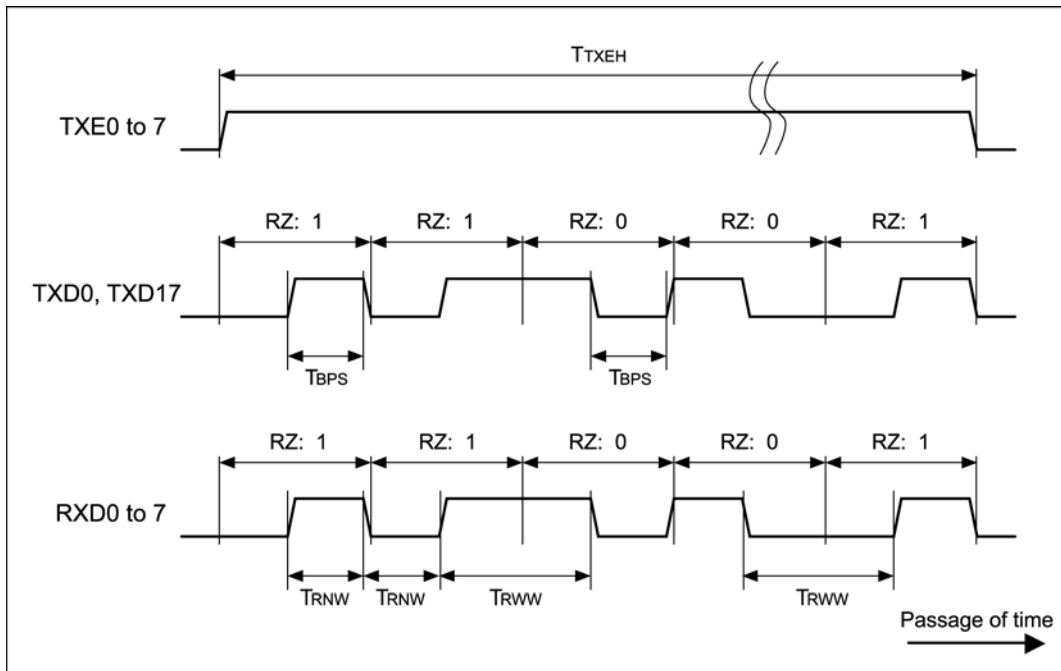 TTXEH
TXE0 to 7
RZ: 1 RZ: 1 RZ: 0 RZ: 0 RZ: 1
TXD0, TXD17
TBPS TBPS
RZ: 1 RZ: 1 RZ: 0 RZ: 0 RZ: 1
RXD0 to 7
TRNW TRNW TRWW TRWW
Passage of time